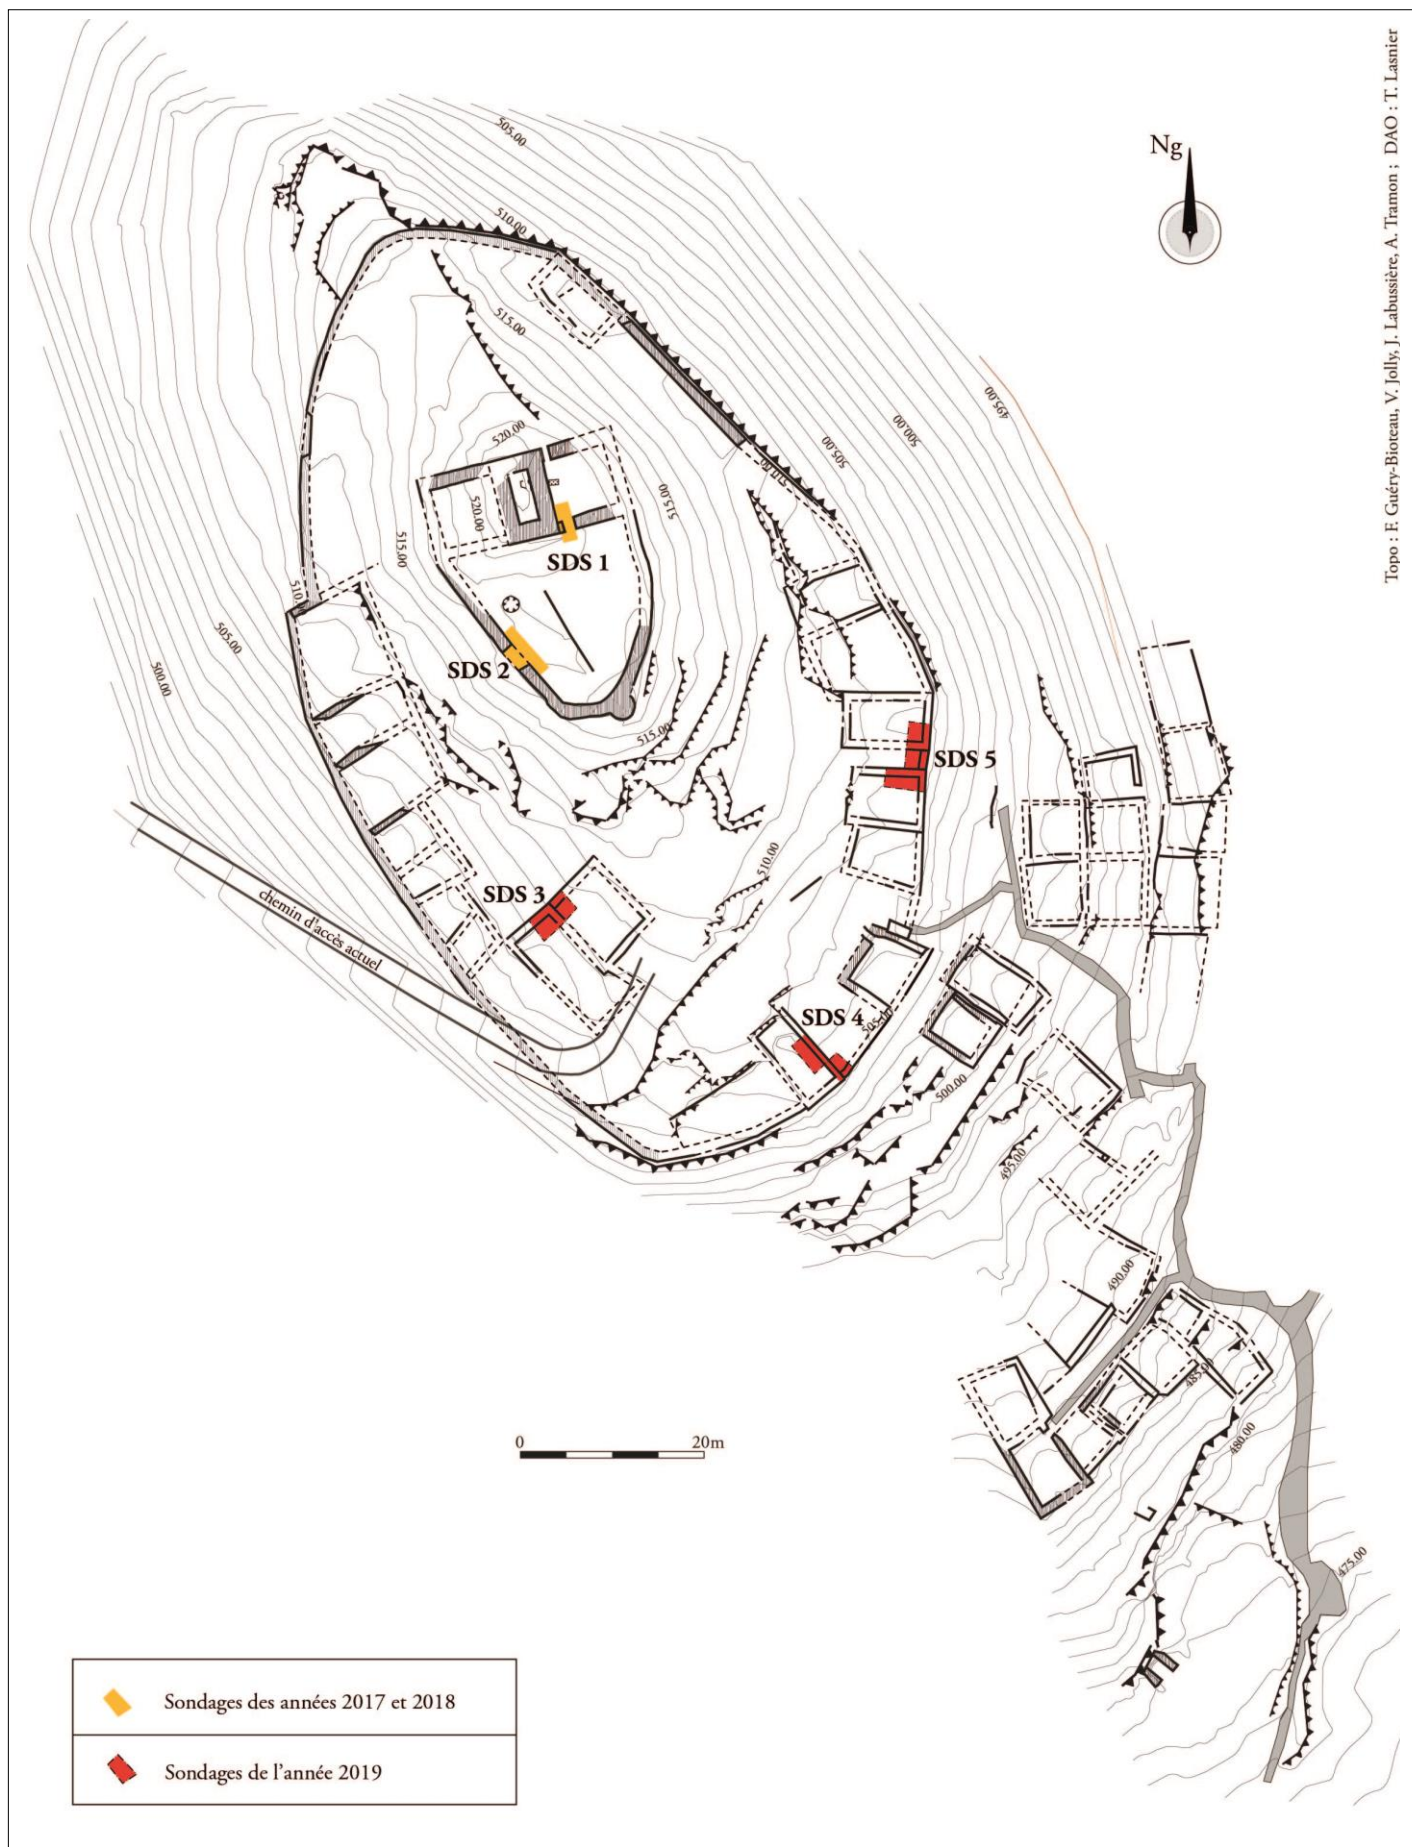 Topo : F. Guéry-Bioteau, V. Jolly, J. Labussière, A. Tramon ; DAO : T. Lasnier
Ng
505.00
510.00
515.00
495.00
500.00
505.00
520.00
520.00
515.00
515.00
SDS 1
510.
505.00
500.00
SDS 2
515.00
SDS 5
510.00
SDS 3
chemin d'accès actuel
SDS 4
505.00
500.00
495.00
490.00
485.00
480.00
475.00
0 20m
Sondages des années 2017 et 2018
Sondages de l'année 2019